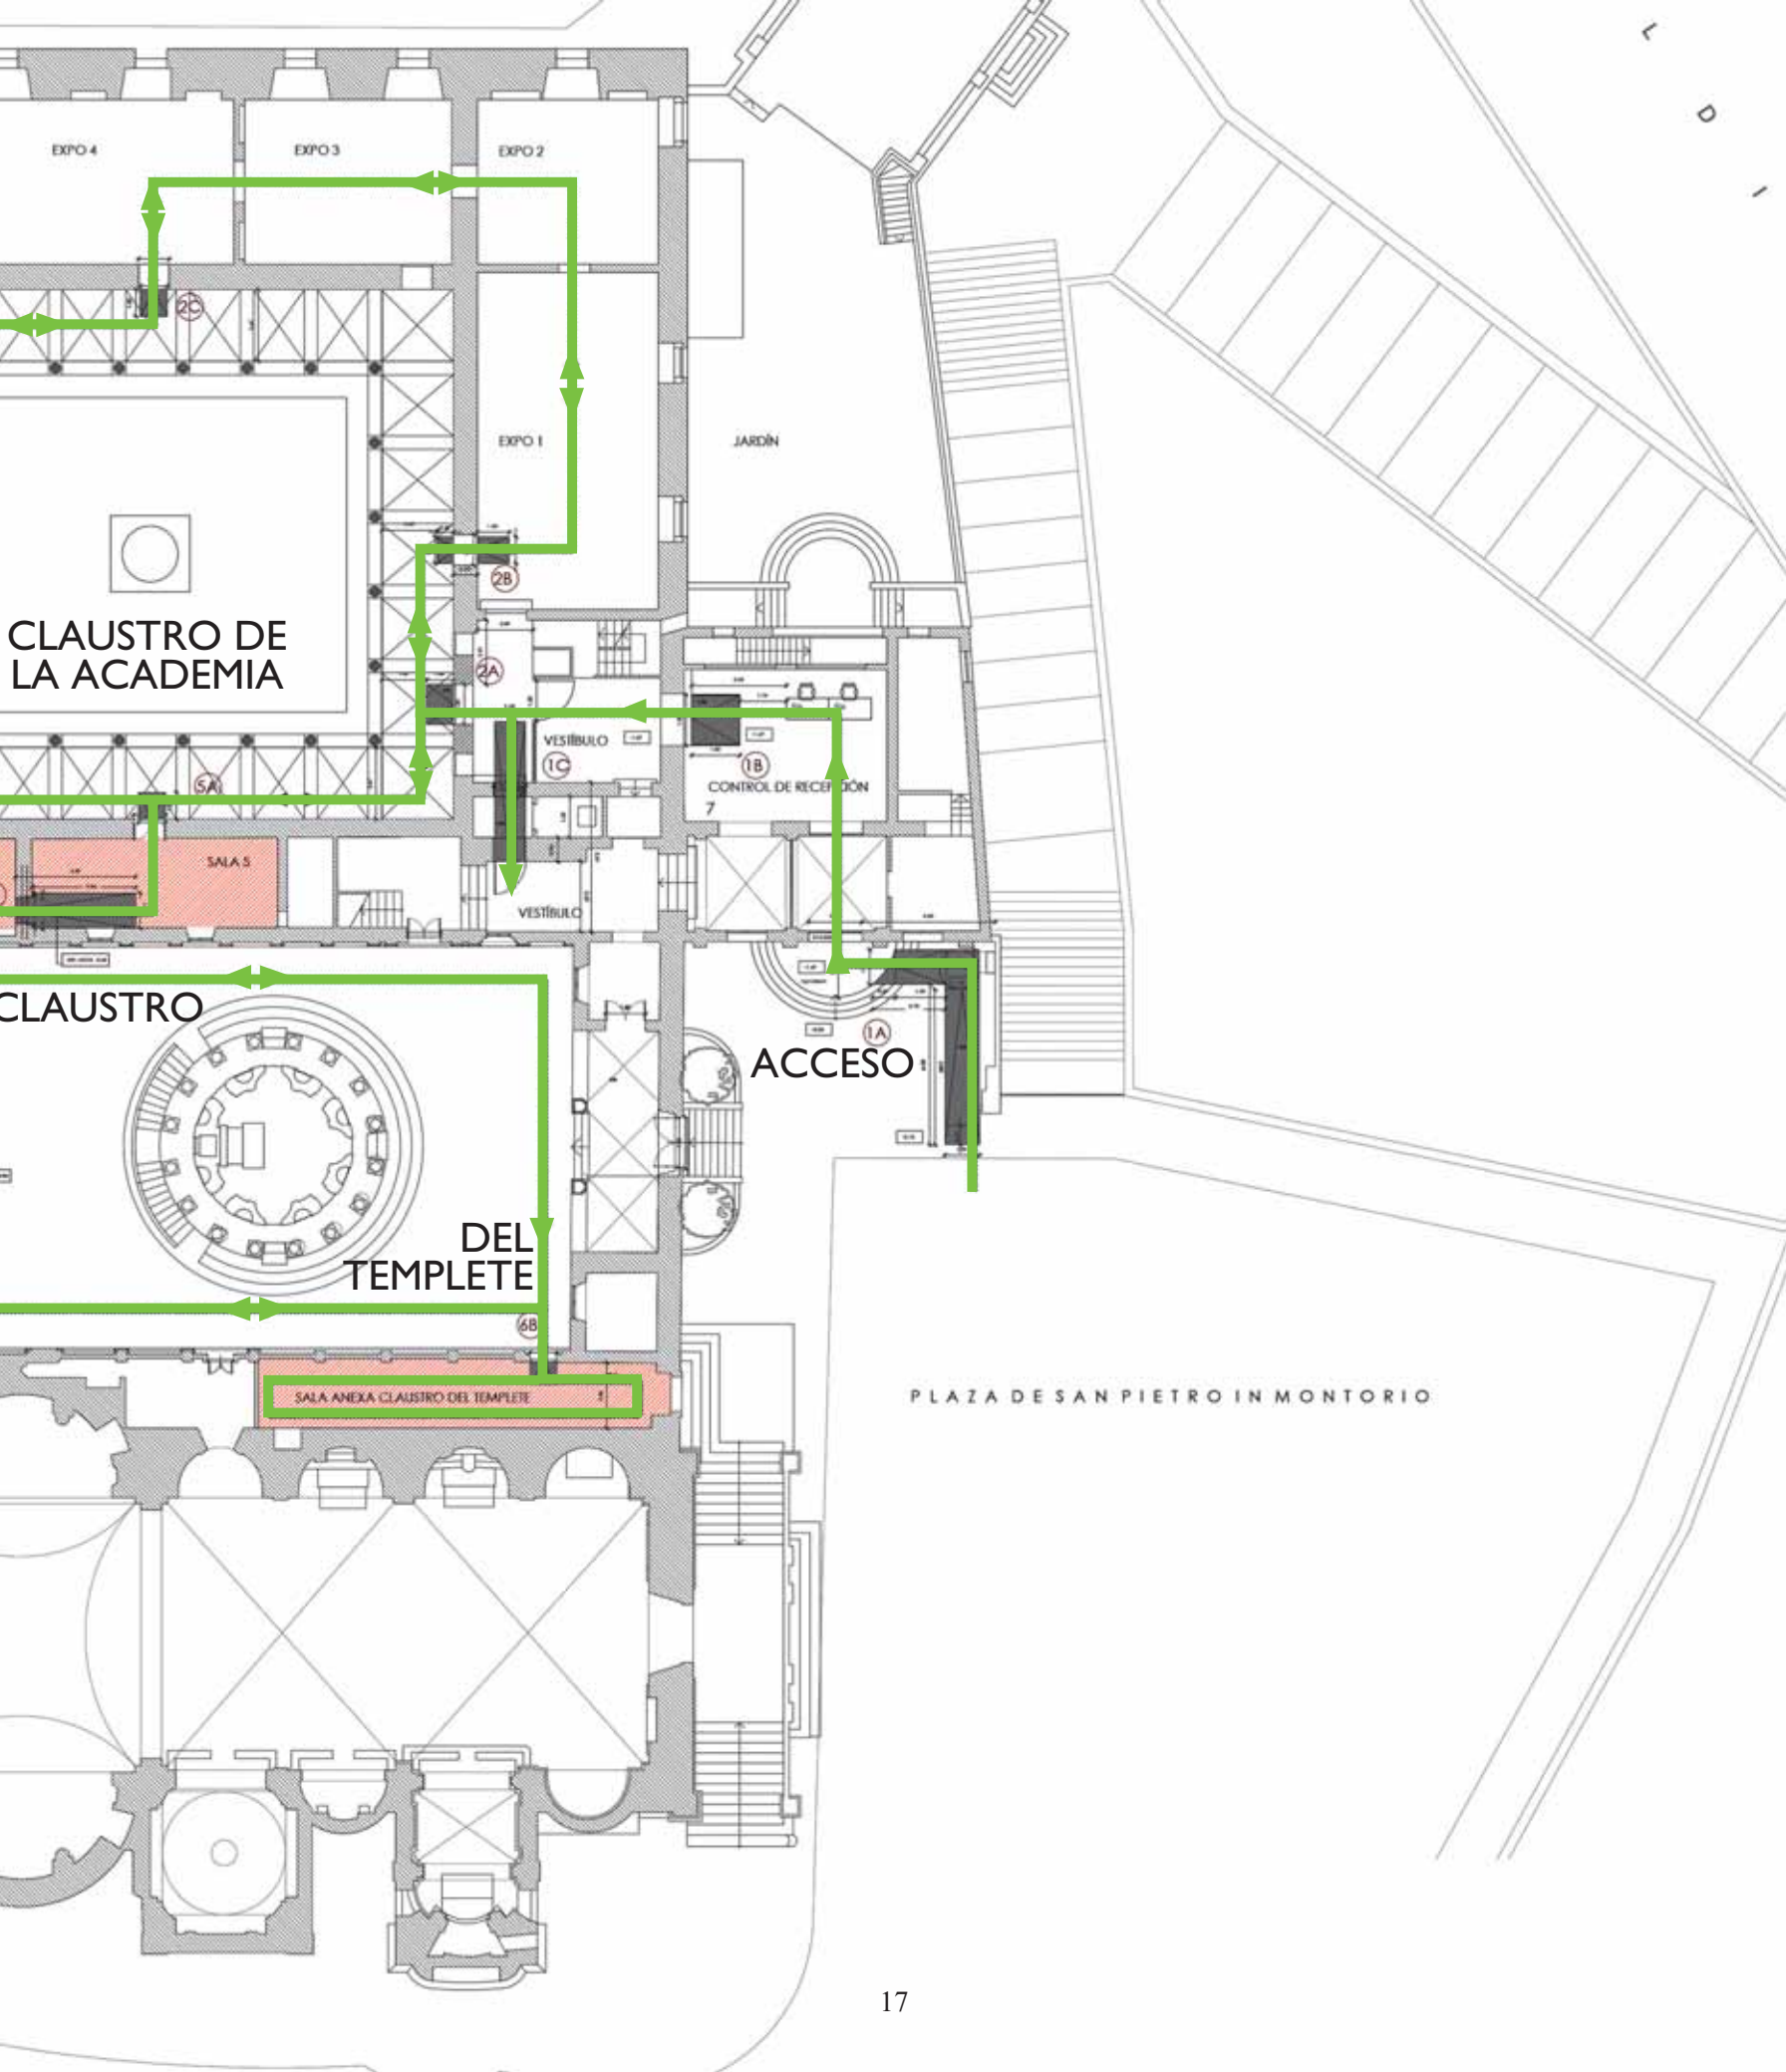 L
D
I
EXPO 4
EXPO 3
EXPO 2
2C
EXPO 1
JARDÍN
2B
CLAUSTRO DE
LA ACADEMIA
2A
VESTÍBULO
1C
1B
CONTROL DE RECEPCIÓN
7
5A
SALA 5
VESTÍBULO
CLAUSTRO
1A
ACCESO
DEL
TEMPLETE
6B
SALA ANEXA CLAUSTRO DEL TEMPLETE
PLAZA DE SAN PIETRO IN MONTORIO
17